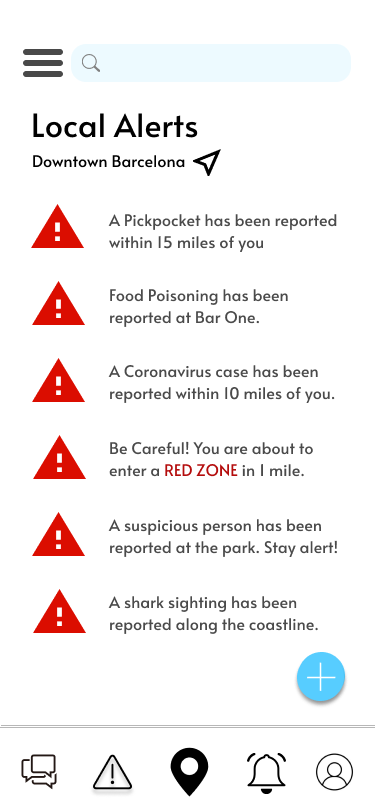 Local Alerts
Downtown Barcelona
A Pickpocket has been reported
within 15 miles of you
Food Poisoning has been
reported at Bar One.
A Coronavirus case has been
reported within 10 miles of you.
Be Careful! You are about to
enter a RED ZONE in 1 mile.
A suspicious person has been
reported at the park. Stay alert!
A shark sighting has been
reported along the coastline.